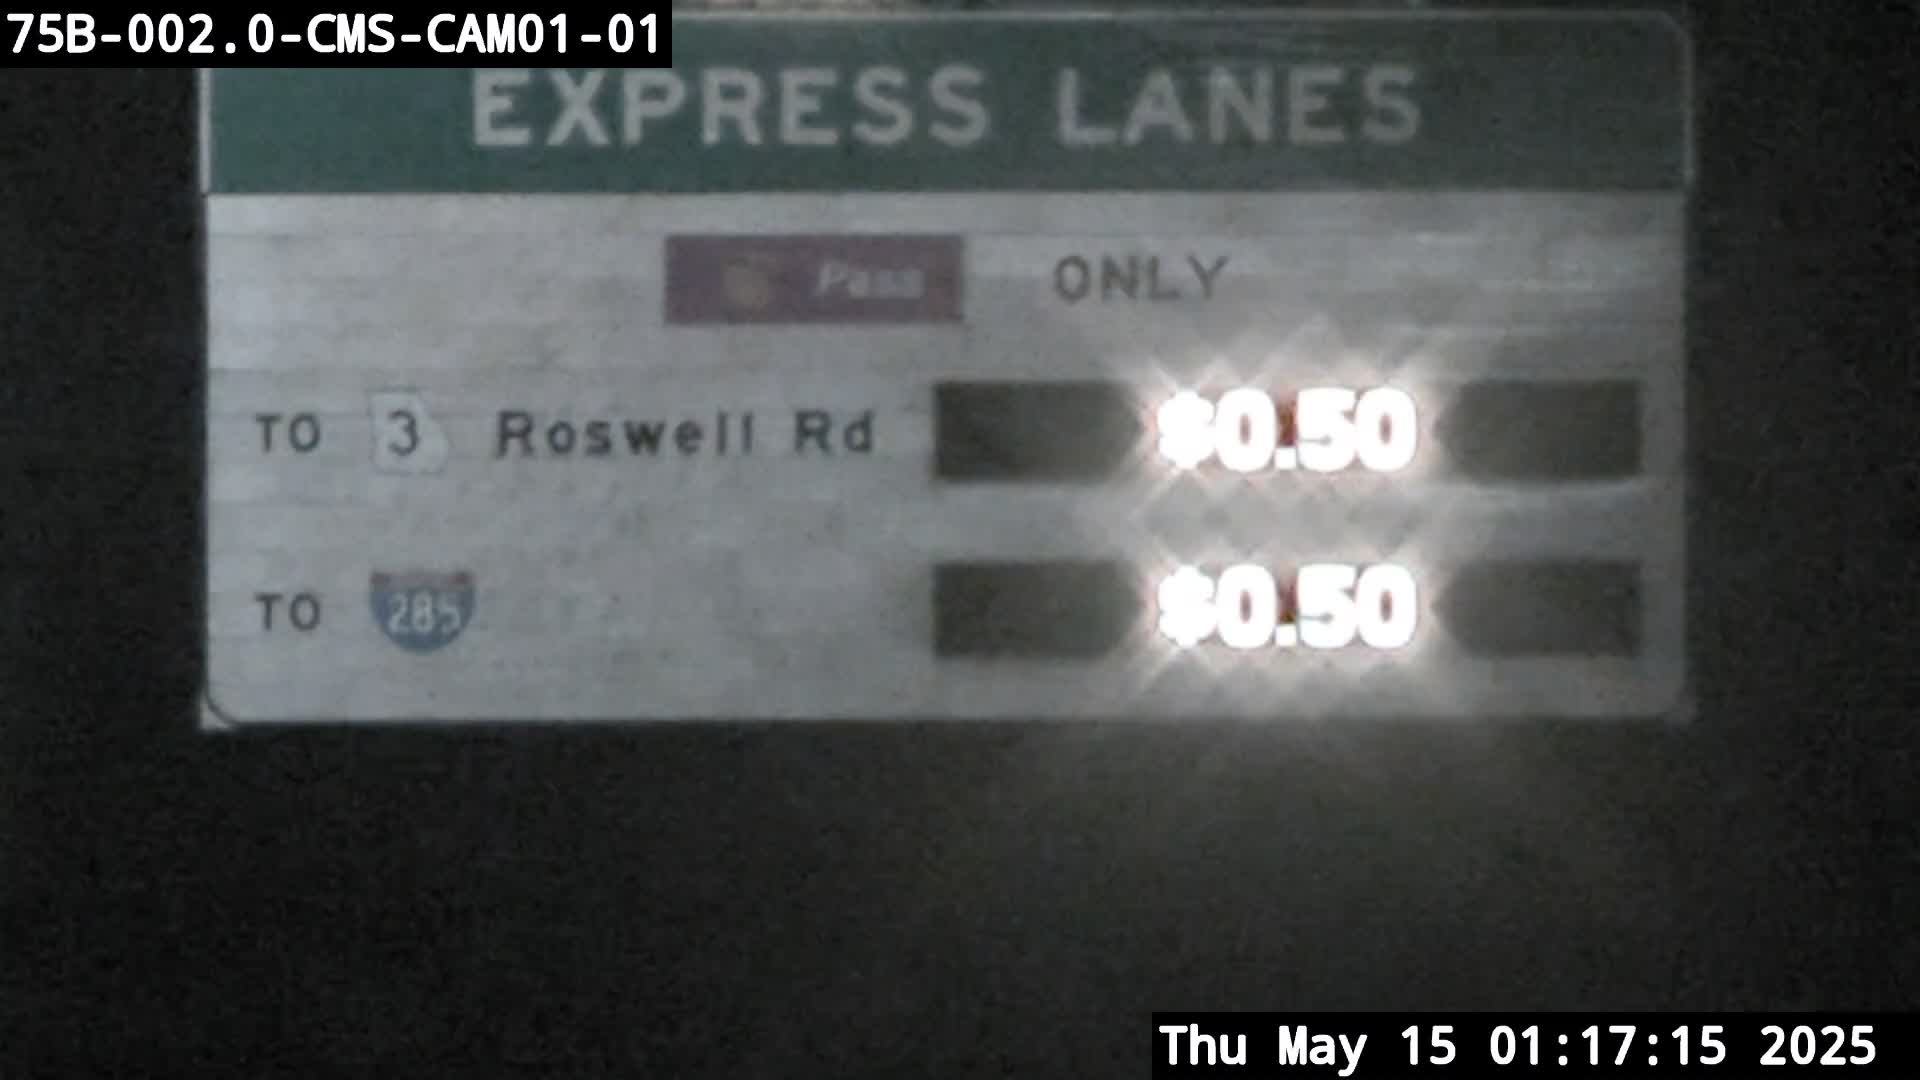 75B-002.0-CMS-CAM01-01
EXPRESS LANES
Pass ONLY
TO 3 Roswell Rd $0.50
TO 285 $0.50
Thu May 15 01:17:15 2025